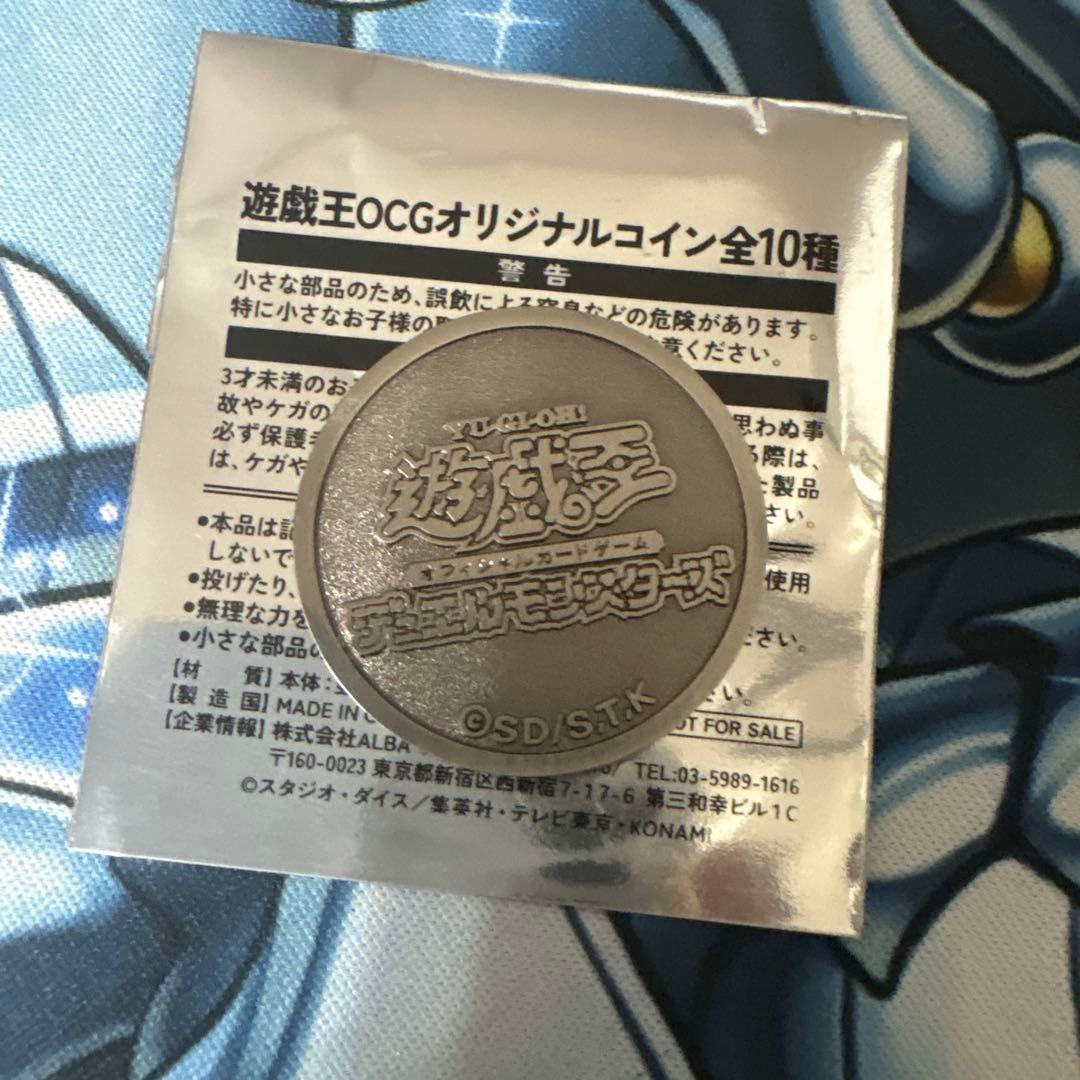 遊戯王OCGオリジナルコイン全10種
警告
小さな部品のため、誤飲による窒息などの危険があります。
特に小さなお子様の 意ください。
3才未満のお
思わぬ事
故やケガの
る際は、
必ず保護者
製品
は、ケガや
さい。
•本品は記
しないで
使用
•投げたり、
•無理な力を
•小さな部品の
ださい。
【材 質】本体:
さい。
【製造国】MADE IN C
NOT FOR SALE
【企業情報】株式会社ALBA
〒160-0023 東京都新宿区西新宿7-17-6 第三和幸ビル1C
TEL:03-5989-1616
©スタジオ・ダイス/集英社・テレビ東京・KONAMI
YU-GI-OH!
遊戯王
オフィシャルカードゲーム
デュエルモンスターズ
©SD/S.T.K